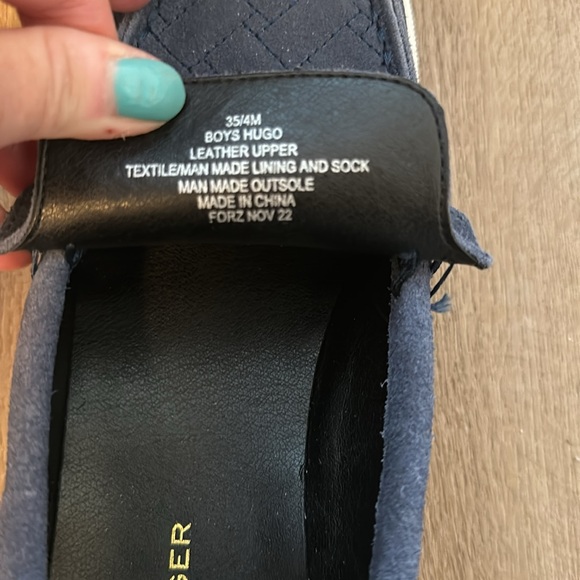 35/4M
BOYS HUGO
LEATHER UPPER
TEXTILE/MAN MADE LINING AND SOCK
MAN MADE OUTSOLE
MADE IN CHINA
FORZ NOV 22
GER